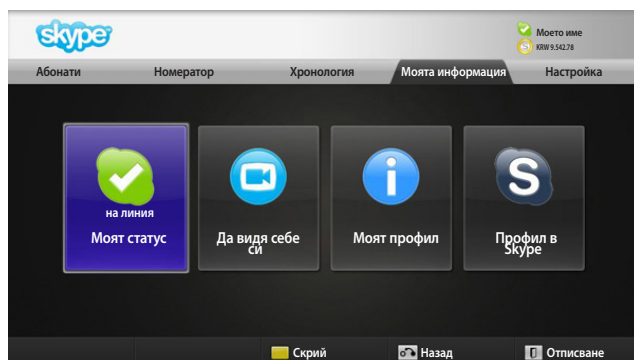 skype
Моето име
S KRW 9.542.78
Абонати Номератор Хронология Моята информация Настройка
на линия
Моят статус
Да видя себе
си
Моят профил
S
Профил в
Skype
Скрий Назад Отписване